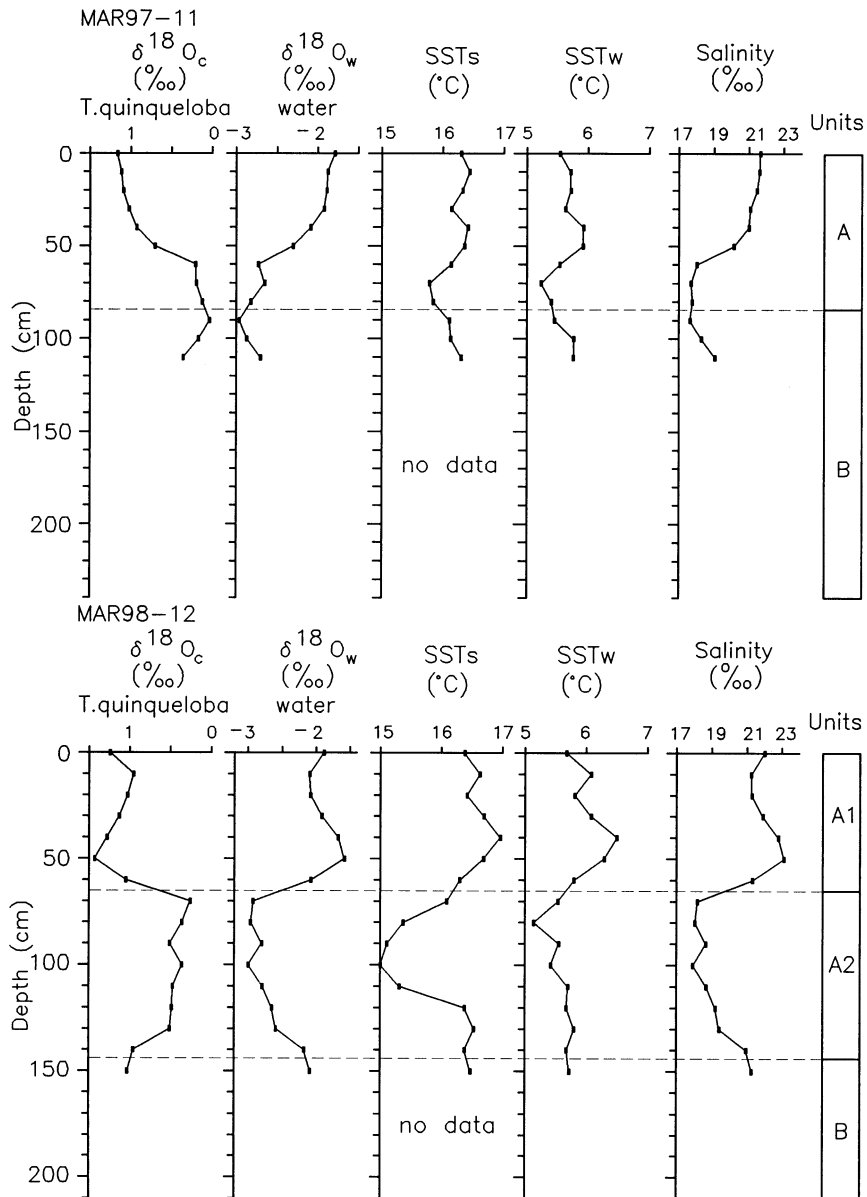 MAR97-11
δ18Oc δ18Ow SSTs SSTw Salinity
(‰) (‰) (°C) (°C) (‰)
T.quinqueloba water Units
1 0 −3 −2 15 16 17 5 6 7 17 19 21 23
0
50
100
150
200
Depth (cm)
no data
A
B
MAR98-12
δ18Oc δ18Ow SSTs SSTw Salinity
(‰) (‰) (°C) (°C) (‰)
T.quinqueloba water Units
1 0 −3 −2 15 16 17 5 6 7 17 19 21 23
0
50
100
150
200
Depth (cm)
no data
A1
A2
B